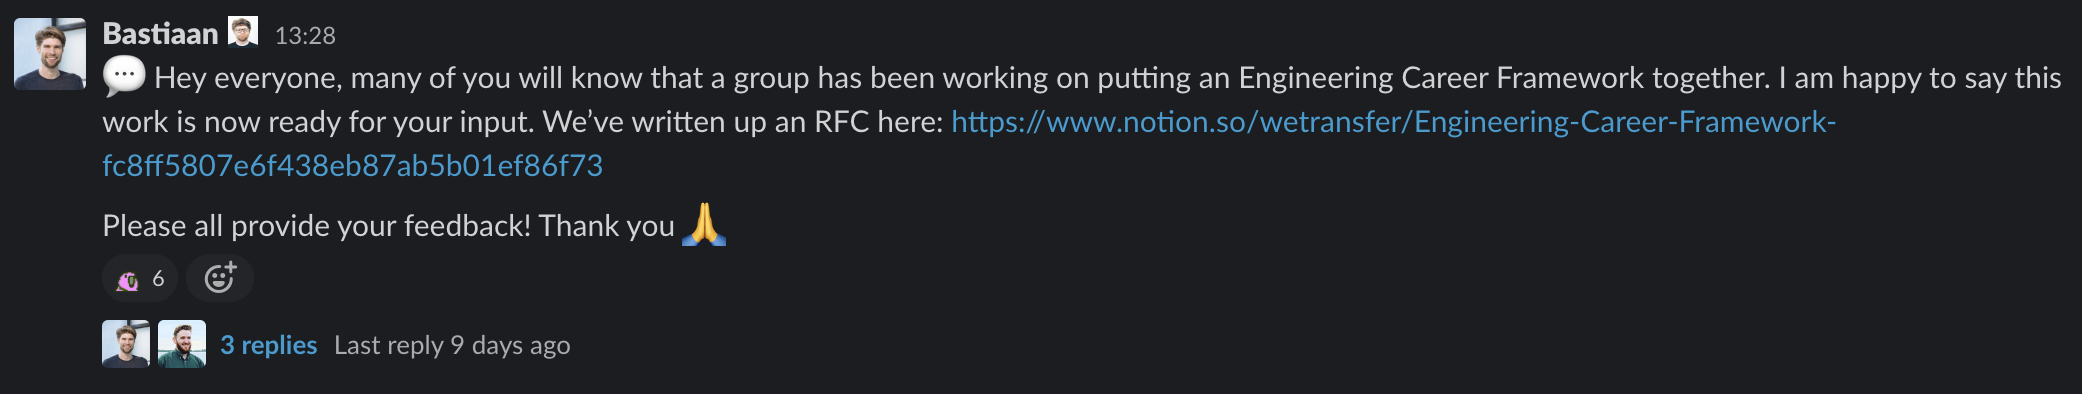 Bastiaan 13:28
Hey everyone, many of you will know that a group has been working on putting an Engineering Career Framework together. I am happy to say this
work is now ready for your input. We’ve written up an RFC here: https://www.notion.so/wetransfer/Engineering-Career-Framework-
fc8ff5807e6f438eb87ab5b01ef86f73
Please all provide your feedback! Thank you 🙏
6
3 replies Last reply 9 days ago